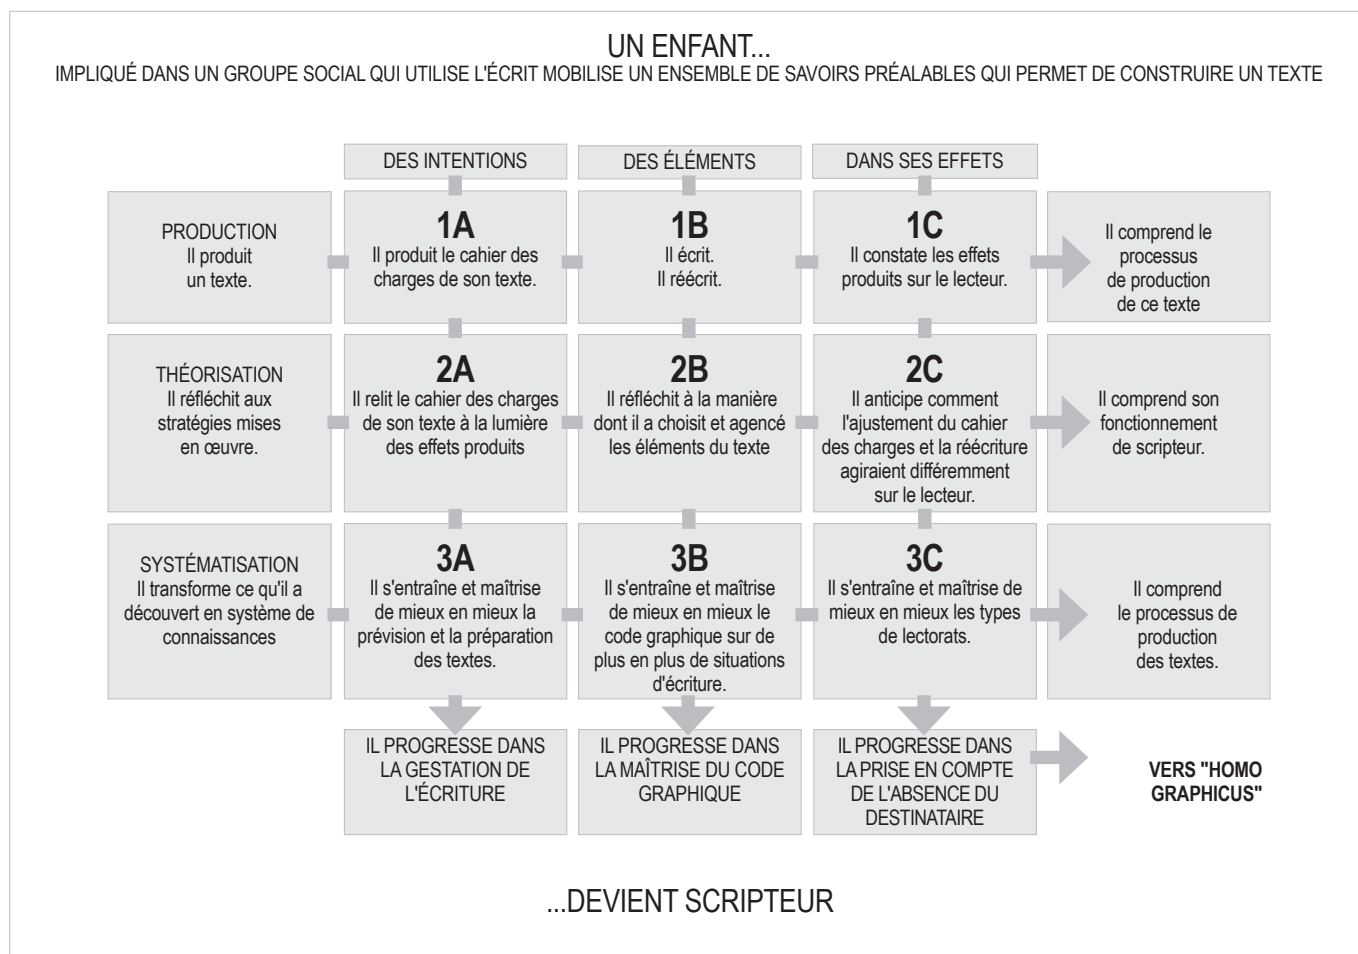 UN ENFANT...
IMPLIQUÉ DANS UN GROUPE SOCIAL QUI UTILISE L'ÉCRIT MOBILISE UN ENSEMBLE DE SAVOIRS PRÉALABLES QUI PERMET DE CONSTRUIRE UN TEXTE
DES INTENTIONS
DES ÉLÉMENTS
DANS SES EFFETS
PRODUCTION
Il produit
un texte.
1A
Il produit le cahier des
charges de son texte.
1B
Il écrit.
Il réécrit.
1C
Il constate les effets
produits sur le lecteur.
Il comprend le
processus
de production
de ce texte
THÉORISATION
Il réfléchit aux
stratégies mises
en œuvre.
2A
Il relit le cahier des charges
de son texte à la lumière
des effets produits
2B
Il réfléchit à la manière
dont il a choisit et agencé
les éléments du texte
2C
Il anticipe comment
l'ajustement du cahier
des charges et la réécriture
agiraient différemment
sur le lecteur.
Il comprend son
fonctionnement
de scripteur.
SYSTÉMATISATION
Il transforme ce qu'il a
découvert en système de
connaissances
3A
Il s'entraîne et maîtrise
de mieux en mieux la
prévision et la préparation
des textes.
3B
Il s'entraîne et maîtrise
de mieux en mieux le
code graphique sur de
plus en plus de situations
d'écriture.
3C
Il s'entraîne et maîtrise de
mieux en mieux les types
de lectorats.
Il comprend
le processus de
production
des textes.
IL PROGRESSE DANS
LA GESTATION DE
L'ÉCRITURE
IL PROGRESSE DANS
LA MAÎTRISE DU CODE
GRAPHIQUE
IL PROGRESSE DANS
LA PRISE EN COMPTE
DE L'ABSENCE DU
DESTINATAIRE
VERS "HOMO
GRAPHICUS"
...DEVIENT SCRIPTEUR